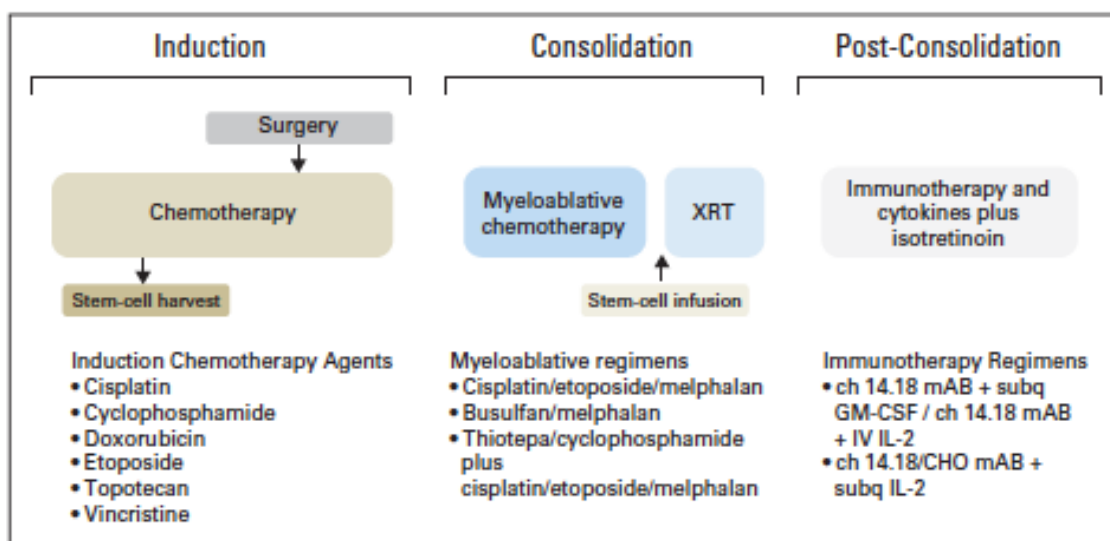 Induction
Consolidation
Post-Consolidation
Surgery
Chemotherapy
Stem-cell harvest
Myeloablative
chemotherapy
XRT
Stem-cell infusion
Immunotherapy and
cytokines plus
isotretinoin
Induction Chemotherapy Agents
• Cisplatin
• Cyclophosphamide
• Doxorubicin
• Etoposide
• Topotecan
• Vincristine
Myeloablative regimens
• Cisplatin/etoposide/melphalan
• Busulfan/melphalan
• Thiotepa/cyclophosphamide
plus
cisplatin/etoposide/melphalan
Immunotherapy Regimens
• ch 14.18 mAB + subq
GM-CSF / ch 14.18 mAB
+ IV IL-2
• ch 14.18/CHO mAB +
subq IL-2